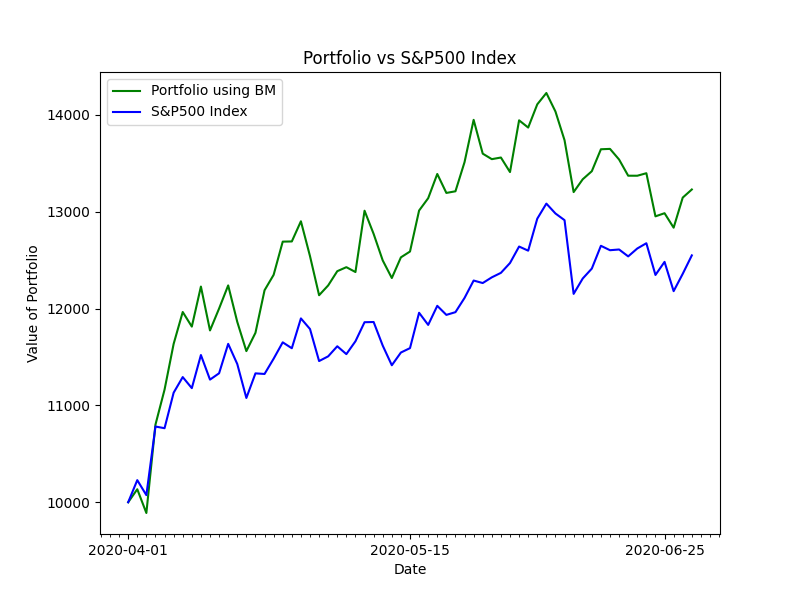 Portfolio vs S&P500 Index
Portfolio using BM
S&P500 Index
14000
13000
12000
11000
10000
Value of Portfolio
2020-04-01 2020-05-15 2020-06-25
Date